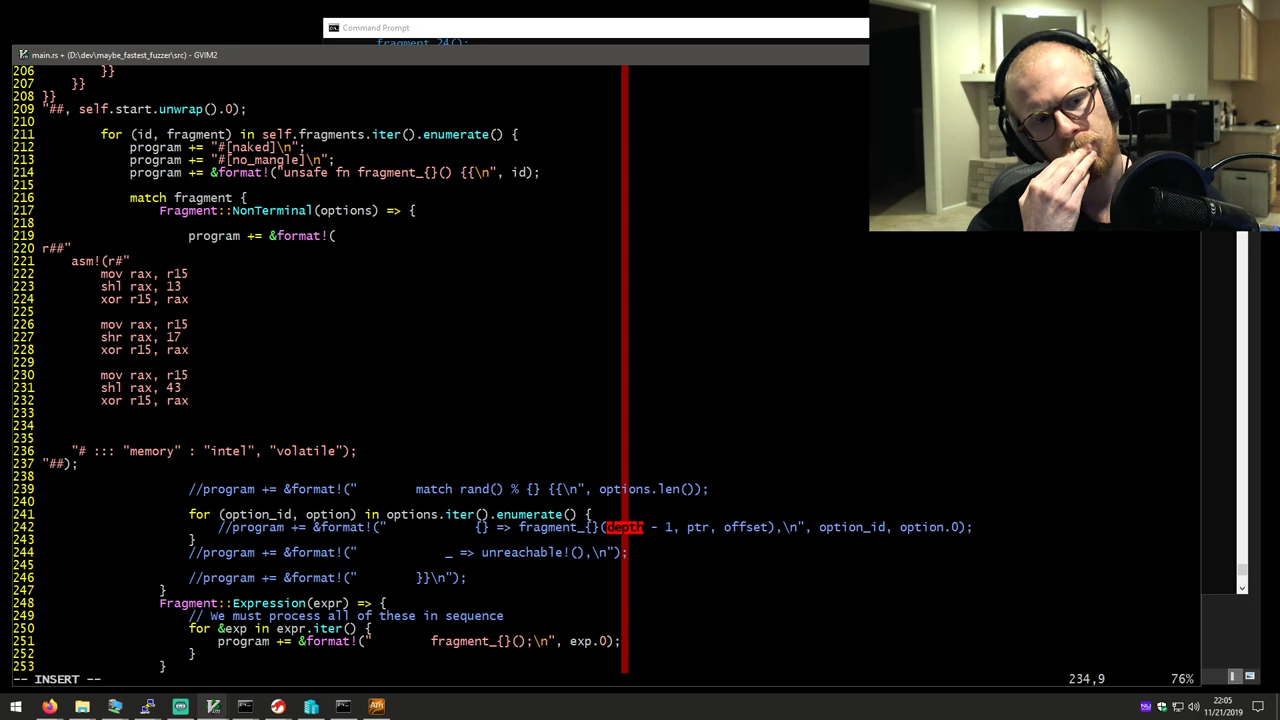 Command Prompt
fragment_24();
main.rs + (D:\dev\maybe_fastest_fuzzer\src) - GVIM2
206         }}
207     }}
208 }}
209 "##, self.start.unwrap().0);
210
211         for (id, fragment) in self.fragments.iter().enumerate() {
212             program += "#[naked]\n";
213             program += "#[no_mangle]\n";
214             program += &format!("unsafe fn fragment_{}() {{\n", id);
215
216             match fragment {
217                 Fragment::NonTerminal(options) => {
218
219                     program += &format!(
220 r##"
221     asm!(r#"
222         mov rax, r15
223         shl rax, 13
224         xor r15, rax
225
226         mov rax, r15
227         shr rax, 17
228         xor r15, rax
229
230         mov rax, r15
231         shl rax, 43
232         xor r15, rax
233
234
235
236     "# ::: "memory" : "intel", "volatile");
237 "##);
238
239                     //program += &format!("        match rand() % {} {{\n", options.len());
240
241                     for (option_id, option) in options.iter().enumerate() {
242                         //program += &format!("            {} => fragment_{}(depth - 1, ptr, offset),\n", option_id, option.0);
243                     }
244                     //program += &format!("            _ => unreachable!(),\n");
245
246                     //program += &format!("        }}\n");
247                 }
248                 Fragment::Expression(expr) => {
249                     // We must process all of these in sequence
250                     for &exp in expr.iter() {
251                         program += &format!("        fragment_{}();\n", exp.0);
252                     }
253                 }
-- INSERT --                    234,9    76%
22:05
11/21/2019